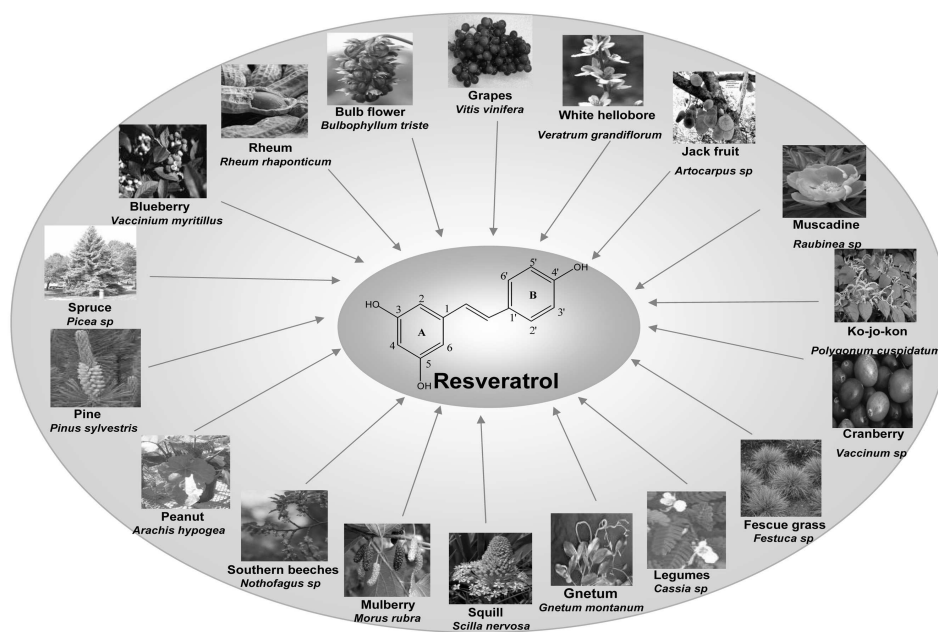 Grapes
Vitis vinifera
White hellobore
Veratrum grandiflorum
Jack fruit
Artocarpus sp
Muscadine
Raubinea sp
Ko-jo-kon
Polygonum cuspidatum
Cranberry
Vaccinum sp
Fescue grass
Festuca sp
Legumes
Cassia sp
Gnetum
Gnetum montanum
Squill
Scilla nervosa
Mulberry
Morus rubra
Southern beeches
Nothofagus sp
Peanut
Arachis hypogea
Pine
Pinus sylvestris
Spruce
Picea sp
Blueberry
Vaccinium myritillus
Rheum
Rheum rhaponticum
Bulb flower
Bulbophyllum triste
OH
5'
4'
6'
B
3'
1'
2'
HO
3
2
1
A
4
6
5
OH
Resveratrol